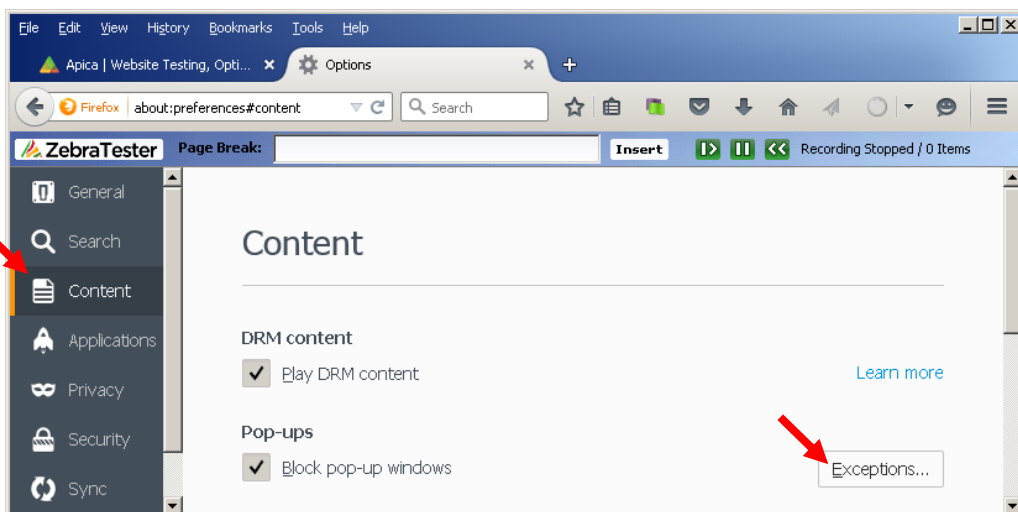 File Edit View History Bookmarks Tools Help
Apica | Website Testing, Opti... Options
Firefox about:preferences#content Search
ZebraTester Page Break: Insert Recording Stopped / 0 Items
General
Search
Content
Applications
Privacy
Security
Sync
Content
DRM content
Play DRM content Learn more
Pop-ups
Block pop-up windows Exceptions...